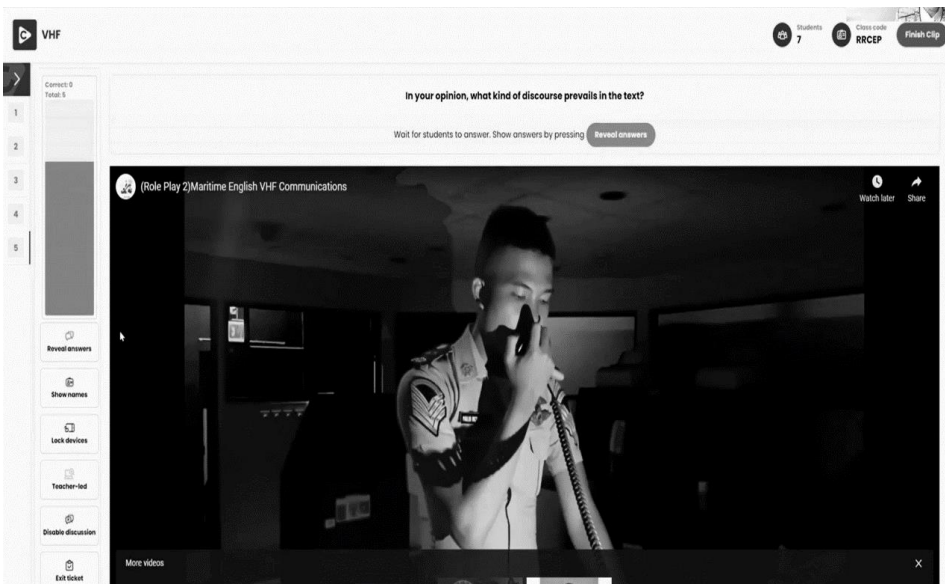 VHF
Students
7
Class code
RRCEP
Finish Clip
Correct: 0
Total: 5
1
2
3
4
5
In your opinion, what kind of discourse prevails in the text?
Wait for students to answer. Show answers by pressing Reveal answers
(Role Play 2)Maritime English VHF Communications
Watch later
Share
Reveal answers
Show names
Lock devices
Teacher-led
Disable discussion
Exit ticket
More videos
X